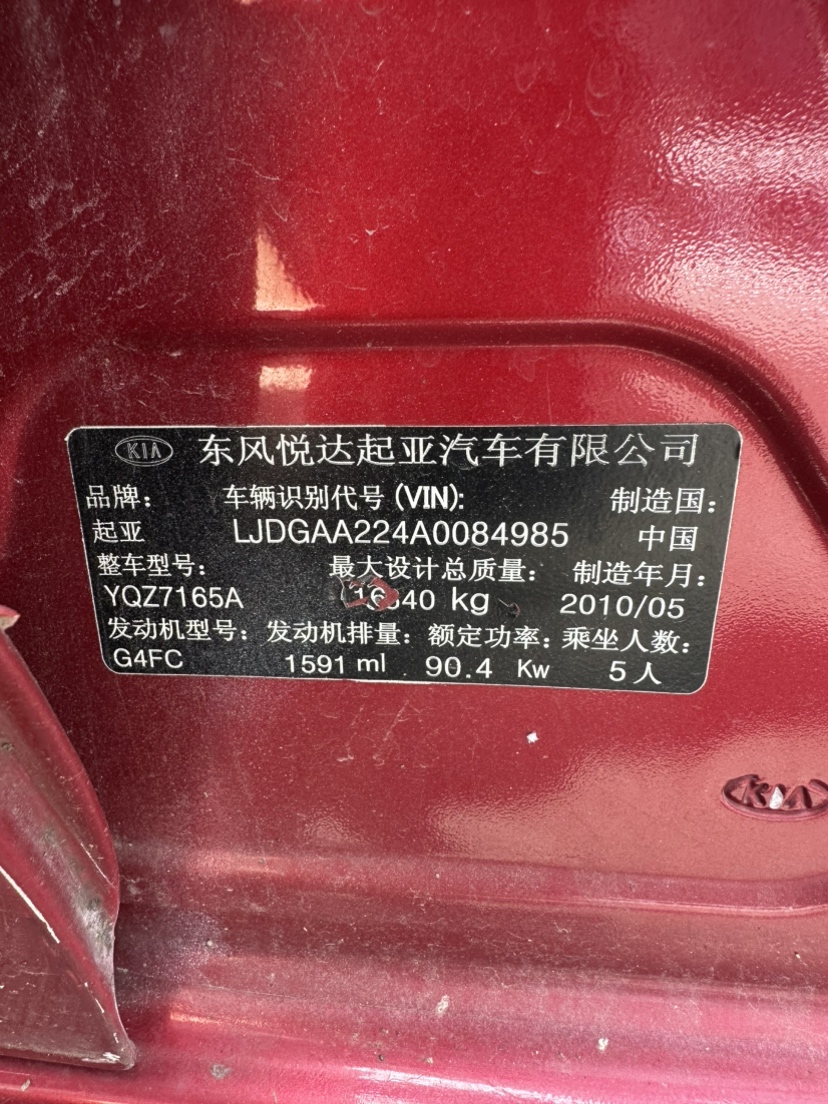 KIA 东风悦达起亚汽车有限公司
品牌： 车辆识别代号 (VIN): 制造国：
起亚 LJDGAA224A0084985 中国
整车型号： 最大设计总质量： 制造年月：
YQZ7165A kg 2010/05
发动机型号： 发动机排量： 额定功率： 乘坐人数：
G4FC 1591 ml 90.4 Kw 5人
KIA